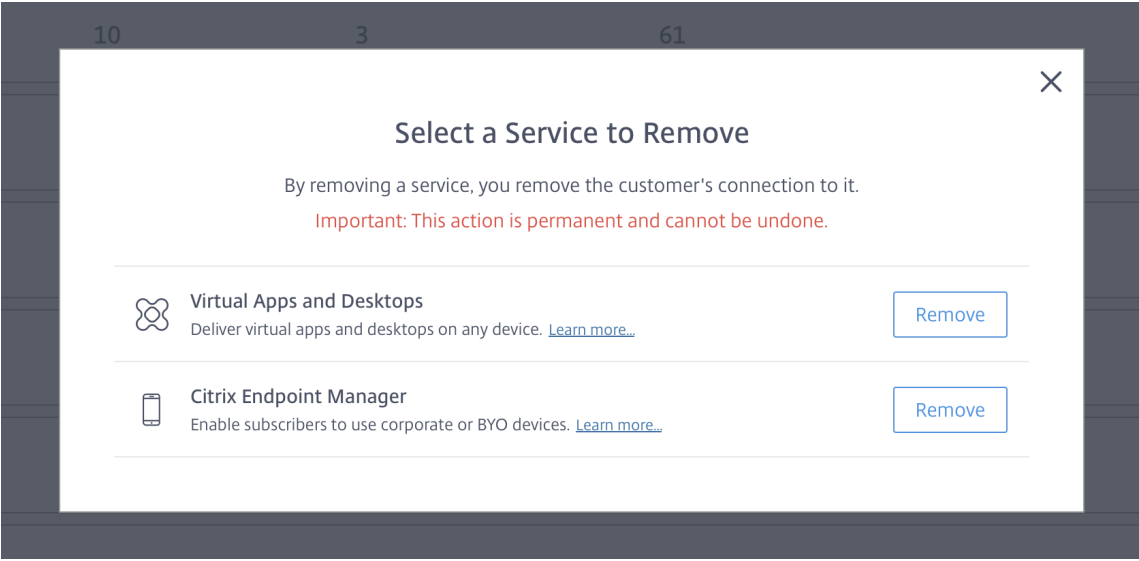 10 3 61
Select a Service to Remove
By removing a service, you remove the customer's connection to it.
Important: This action is permanent and cannot be undone.
Virtual Apps and Desktops
Deliver virtual apps and desktops on any device. Learn more...
Remove
Citrix Endpoint Manager
Enable subscribers to use corporate or BYO devices. Learn more...
Remove